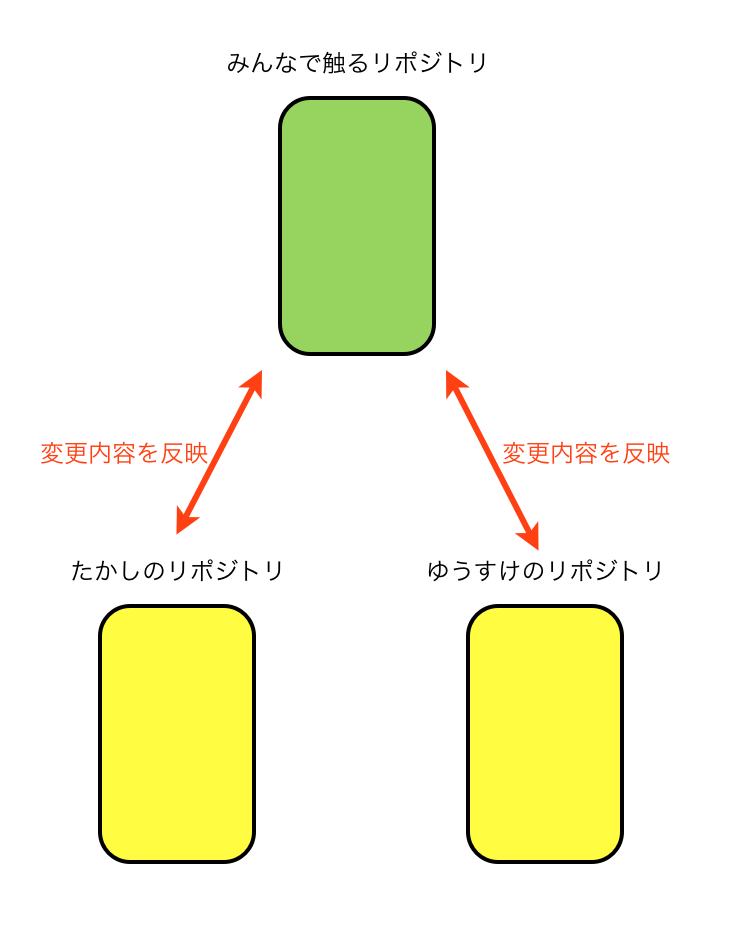 みんなで触るリポジトリ
変更内容を反映
変更内容を反映
たかしのリポジトリ
ゆうすけのリポジトリ